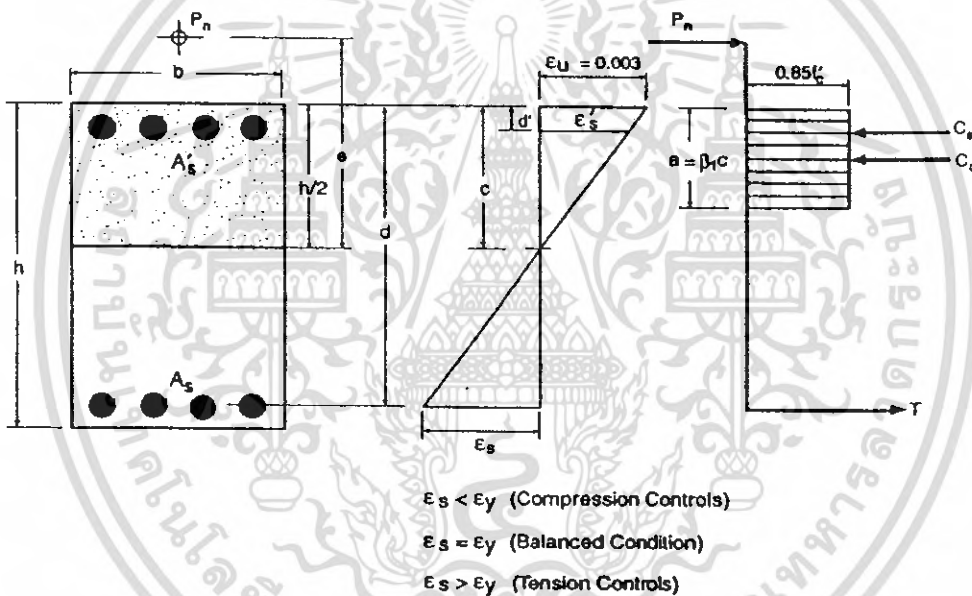 Pₙ
b
h
A's
h/2
e
d
Aₛ
εᵤ = 0.003
d'
ε's
c
εₛ
Pₙ
0.85f'c
a = β₁c
Cₛ
C꜀
T
εs < εy (Compression Controls)
εs = εy (Balanced Condition)
εs > εy (Tension Controls)